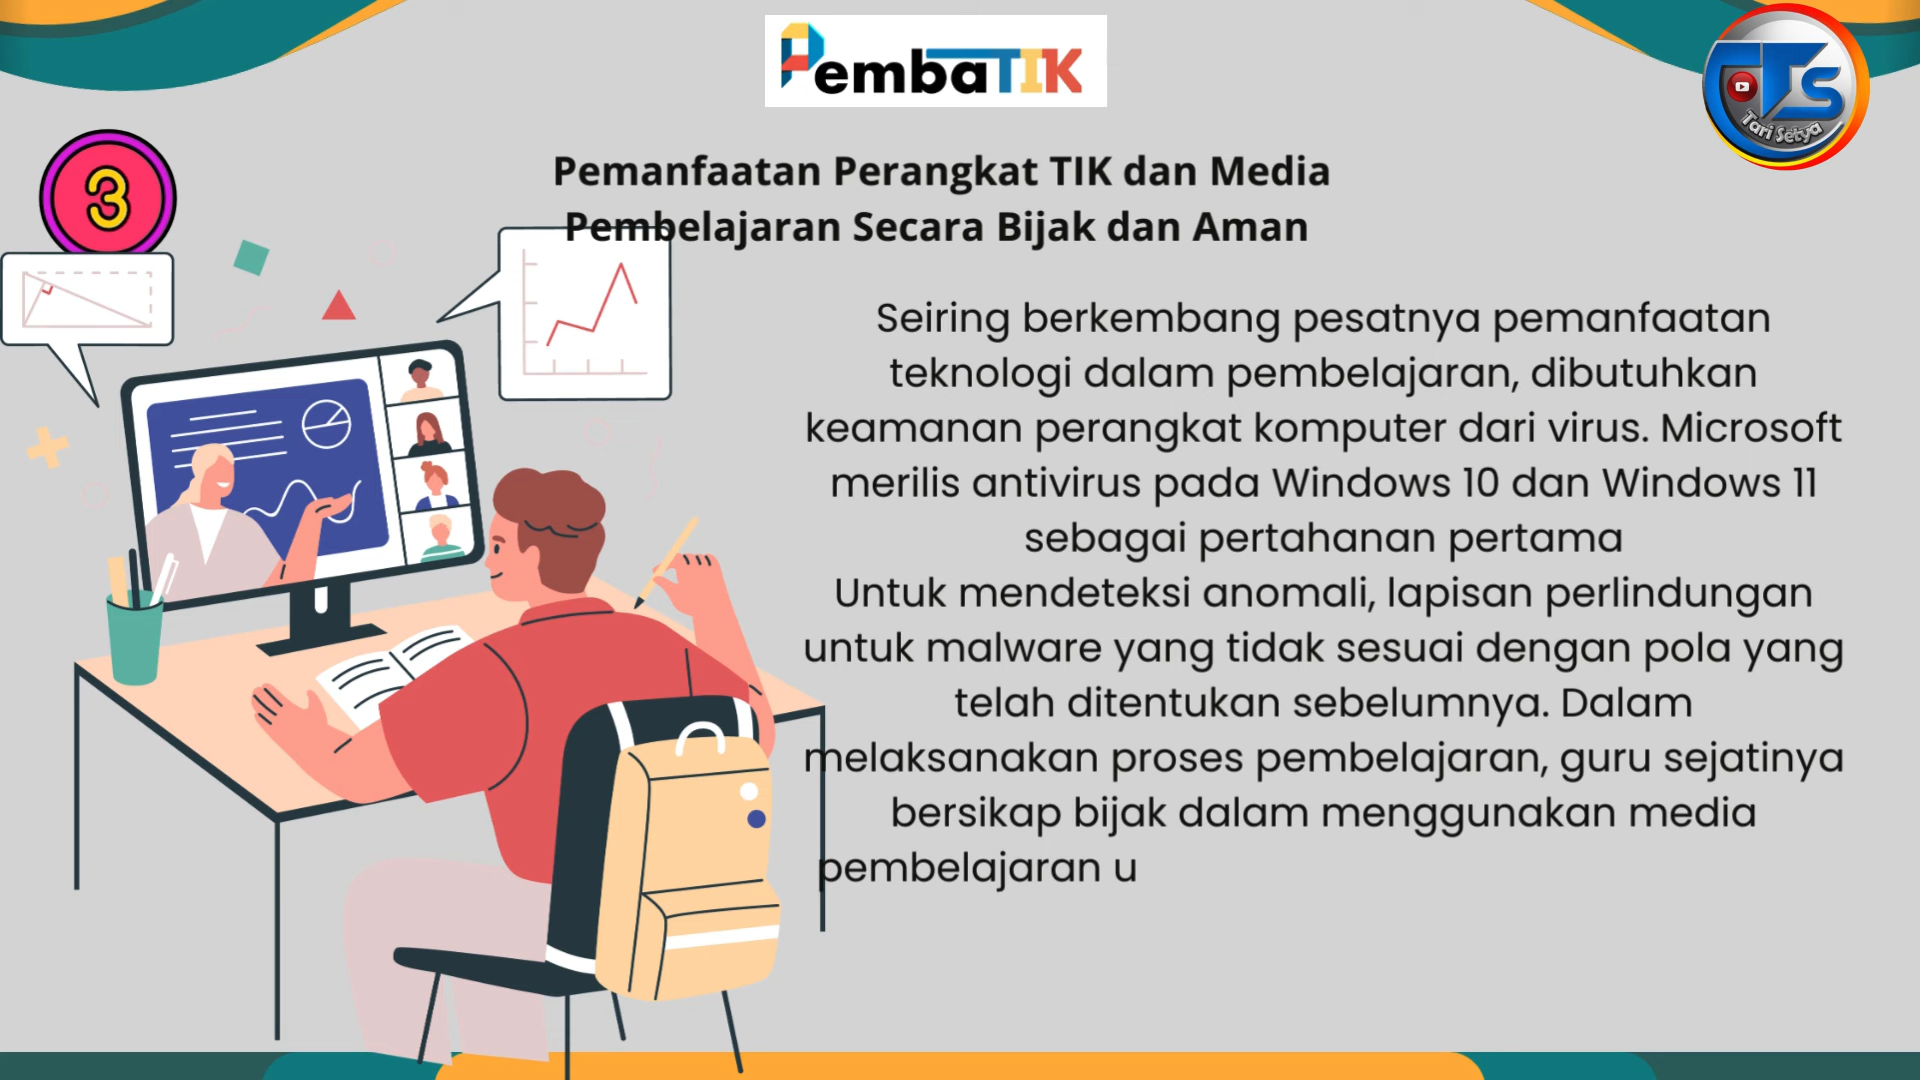 PembaTIK
TS
Tari Setya
3
Pemanfaatan Perangkat TIK dan Media
Pembelajaran Secara Bijak dan Aman
Seiring berkembang pesatnya pemanfaatan
teknologi dalam pembelajaran, dibutuhkan
keamanan perangkat komputer dari virus. Microsoft
merilis antivirus pada Windows 10 dan Windows 11
sebagai pertahanan pertama
Untuk mendeteksi anomali, lapisan perlindungan
untuk malware yang tidak sesuai dengan pola yang
telah ditentukan sebelumnya. Dalam
melaksanakan proses pembelajaran, guru sejatinya
bersikap bijak dalam menggunakan media
pembelajaran u